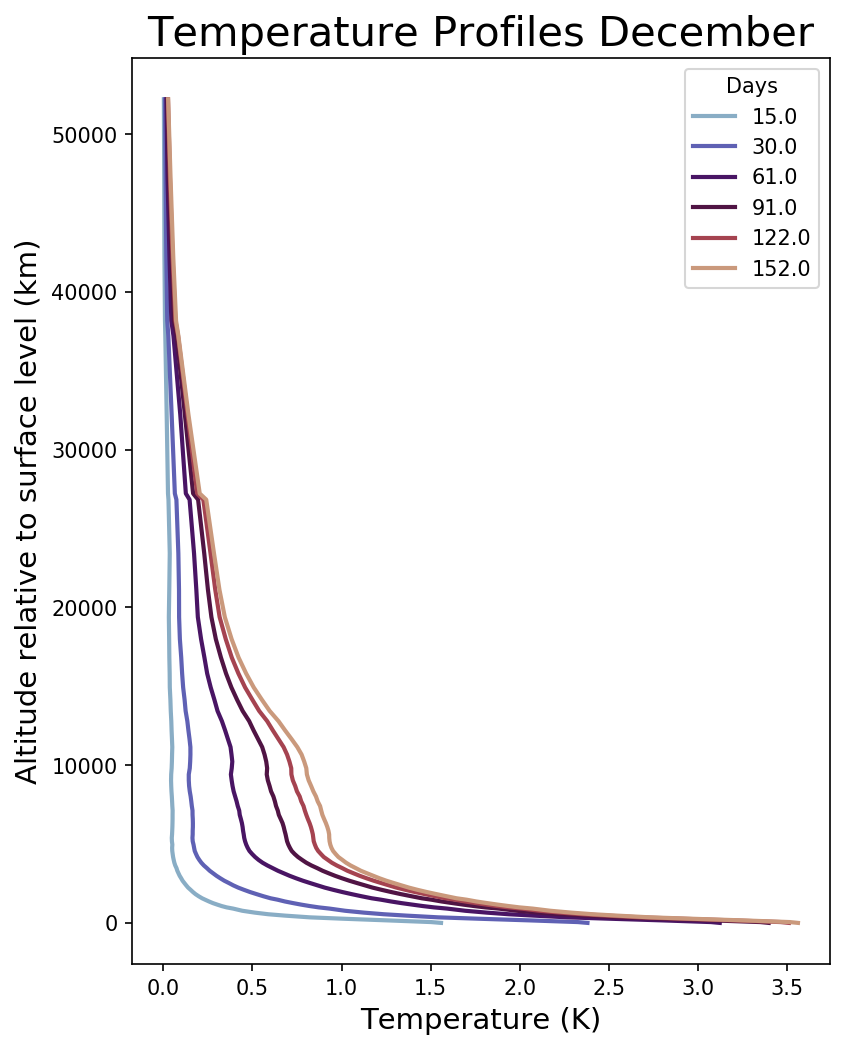 Temperature Profiles December
Days
15.0
30.0
61.0
91.0
122.0
152.0
Altitude relative to surface level (km)
50000
40000
30000
20000
10000
0
0.0 0.5 1.0 1.5 2.0 2.5 3.0 3.5
Temperature (K)